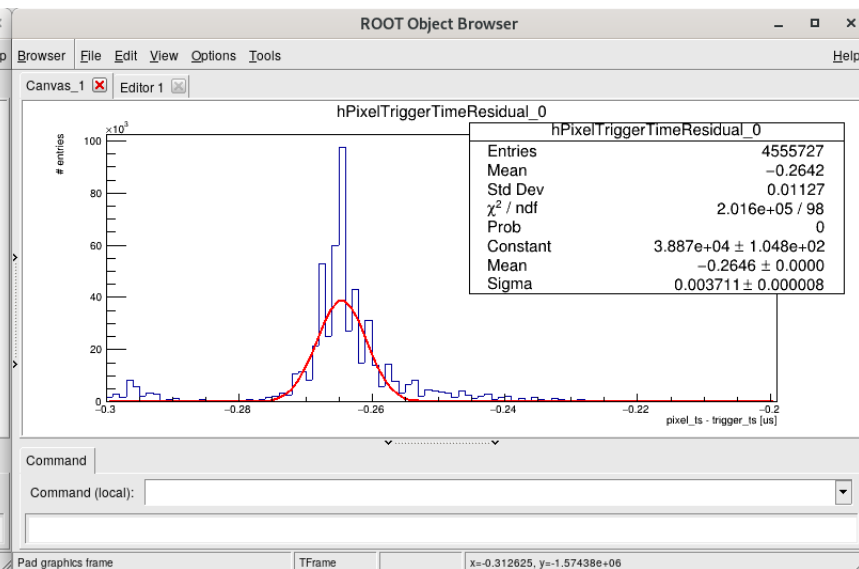 ROOT Object Browser
p Browser File Edit View Options Tools Help
Canvas_1 Editor 1
hPixelTriggerTimeResidual_0
×10³
# entries
100
80
60
40
20
0
−0.3 −0.28 −0.26 −0.24 −0.22 −0.2
pixel_ts - trigger_ts [us]
hPixelTriggerTimeResidual_0
Entries 4555727
Mean −0.2642
Std Dev 0.01127
χ² / ndf 2.016e+05 / 98
Prob 0
Constant 3.887e+04 ± 1.048e+02
Mean −0.2646 ± 0.0000
Sigma 0.003711 ± 0.000008
Command
Command (local):
Pad graphics frame TFrame x=-0.312625, y=-1.57438e+06